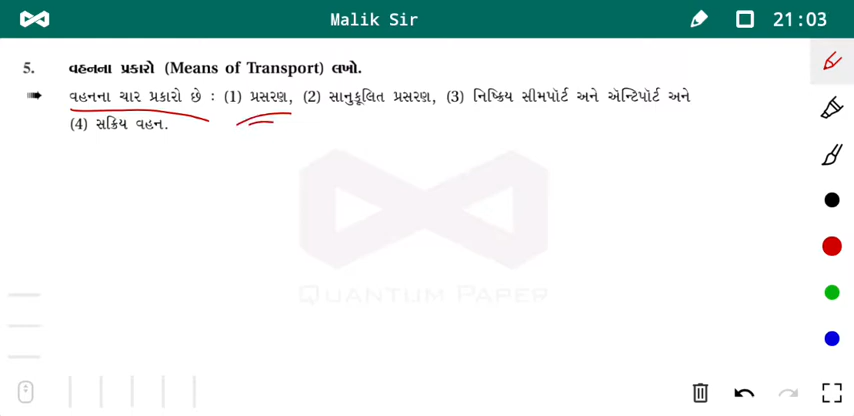 Malik Sir
21:03
5. વહનના પ્રકારો (Means of Transport) લખો.
વહનના ચાર પ્રકારો છે : (1) પ્રસરણ, (2) સાનુકૂલિત પ્રસરણ, (3) નિષ્ક્રિય સીમપૉર્ટ અને ઍન્ટિપૉર્ટ અને
(4) સક્રિય વહન.
QUANTUM PAPER